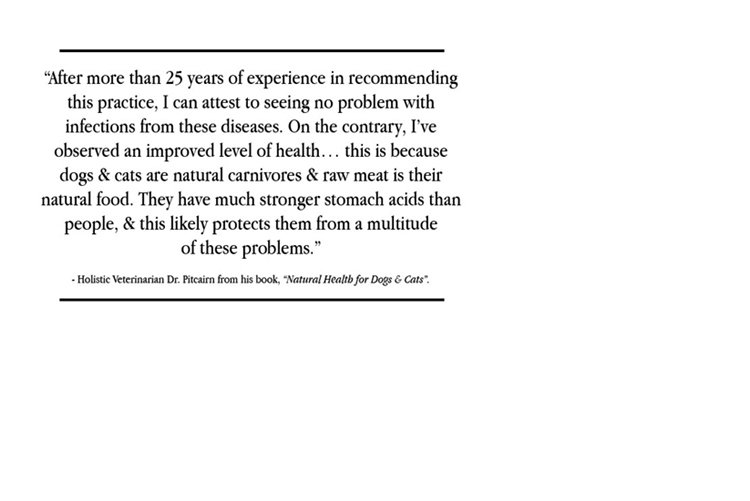 “After more than 25 years of experience in recommending
this practice, I can attest to seeing no problem with
infections from these diseases. On the contrary, I’ve
observed an improved level of health… this is because
dogs & cats are natural carnivores & raw meat is their
natural food. They have much stronger stomach acids than
people, & this likely protects them from a multitude
of these problems.”
- Holistic Veterinarian Dr. Pitcairn from his book, “Natural Health for Dogs & Cats”.